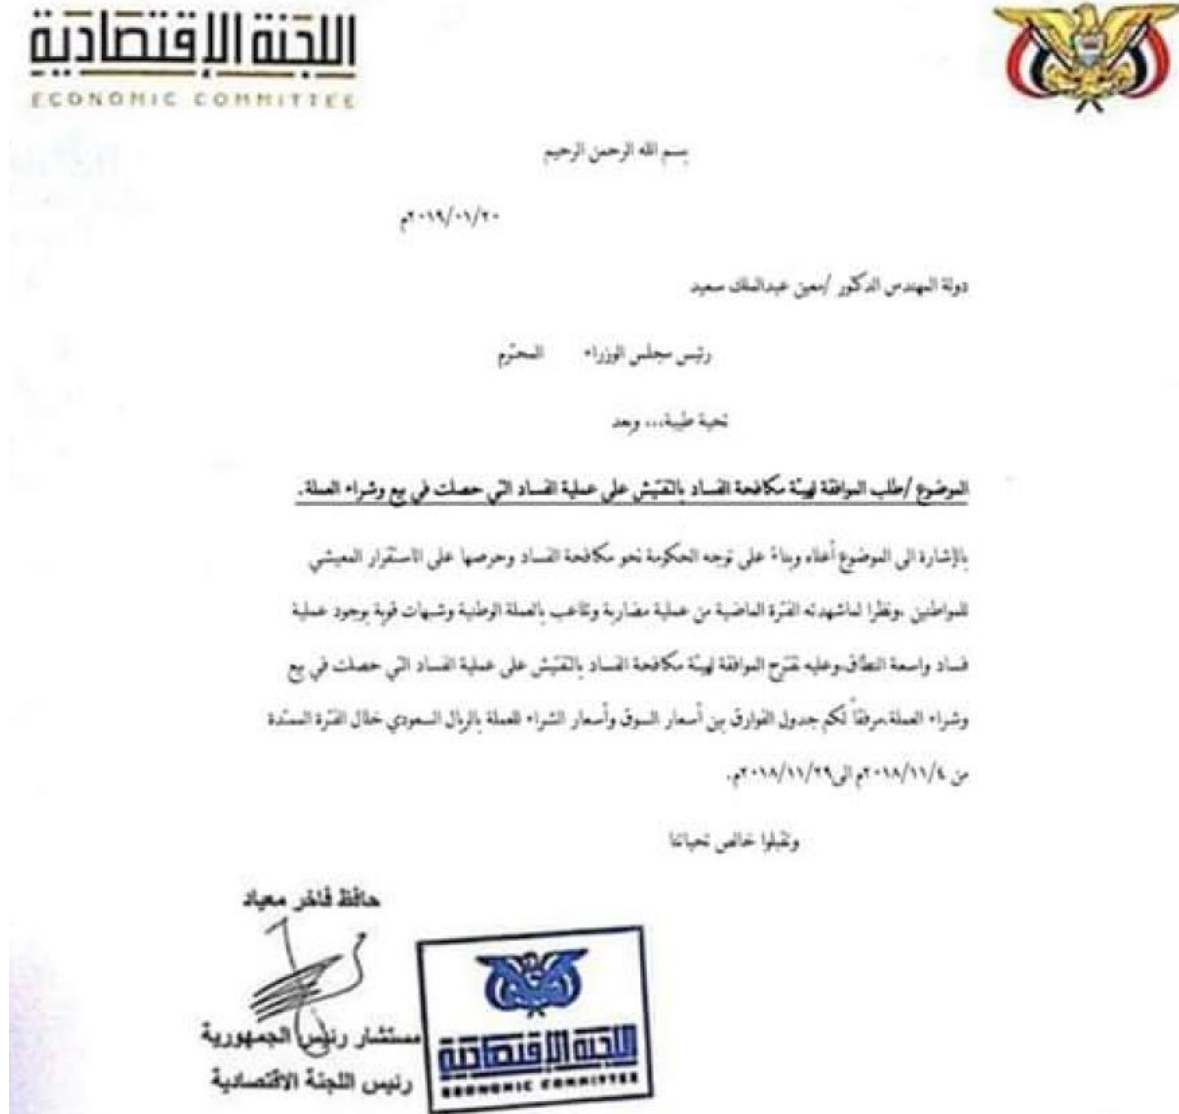 اللجنة الإقتصادية
ECONOMIC COMMITTEE
بسم الله الرحمن الرحيم
٢٠١٩/٠١/٢٠م
دولة المهندس الدكتور /معين عبدالملك سعيد
رئيس مجلس الوزراء المحترم
تحية طيبة... وبعد
الموضوع /طلب الموافقة لهيئة مكافحة الفساد بالتفتيش على عملية الفساد التي حصلت في بيع وشراء العملة.
بالإشارة الى الموضوع أعلاه وبناءً على توجه الحكومة نحو مكافحة الفساد وحرصها على الاستقرار المعيشي
للمواطنين ،ونظرا لماشهدته الفترة الماضية من عملية مضاربة وتلاعب بالعملة الوطنية وشبهات قوية بوجود عملية
فساد واسعة النطاق،وعليه نقترح الموافقة لهيئة مكافحة الفساد بالتفتيش على عملية الفساد التي حصلت في بيع
وشراء العملة،مرفقاً لكم جدول الفوارق بين أسعار السوق وأسعار الشراء للعملة بالريال السعودي خلال الفترة الممتدة
من ٢٠١٨/١١/٤م الى٢٠١٨/١١/٢٩م.
وتقبلوا خالص تحياتنا
حافظ فاخر معياد
مستشار رئيس الجمهورية
رئيس اللجنة الاقتصادية
اللجنة الإقتصادية
ECONOMIC COMMITTEE